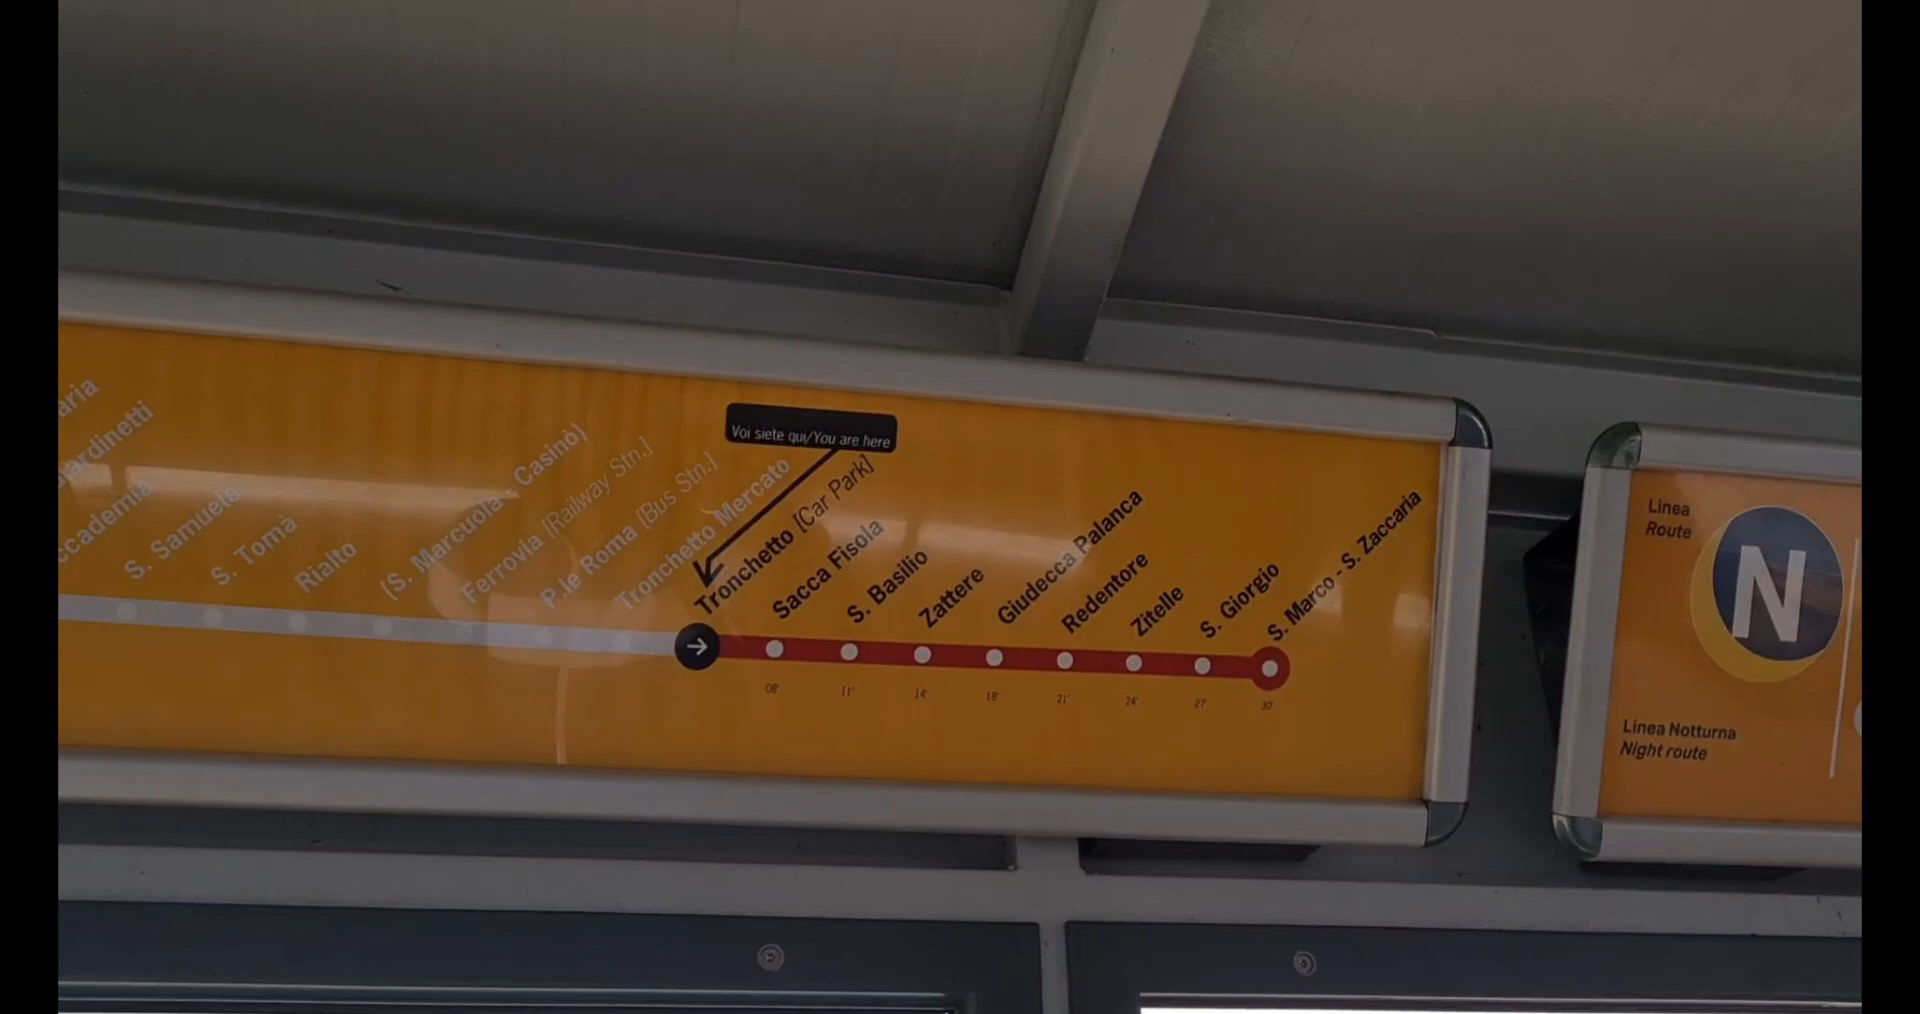 S. Samuele
S. Tomà
Rialto
(S. Marcuola - Casinò)
Ferrovia [Railway Stn.]
P.le Roma [Bus Stn.]
Tronchetto Mercato
Voi siete qui/You are here
Tronchetto [Car Park]
Sacca Fisola
S. Basilio
Zattere
Giudecca Palanca
Redentore
Zitelle
S. Giorgio
S. Marco - S. Zaccaria
08'
11'
14'
18'
21'
24'
27'
30'
Linea
Route
N
Linea Notturna
Night route